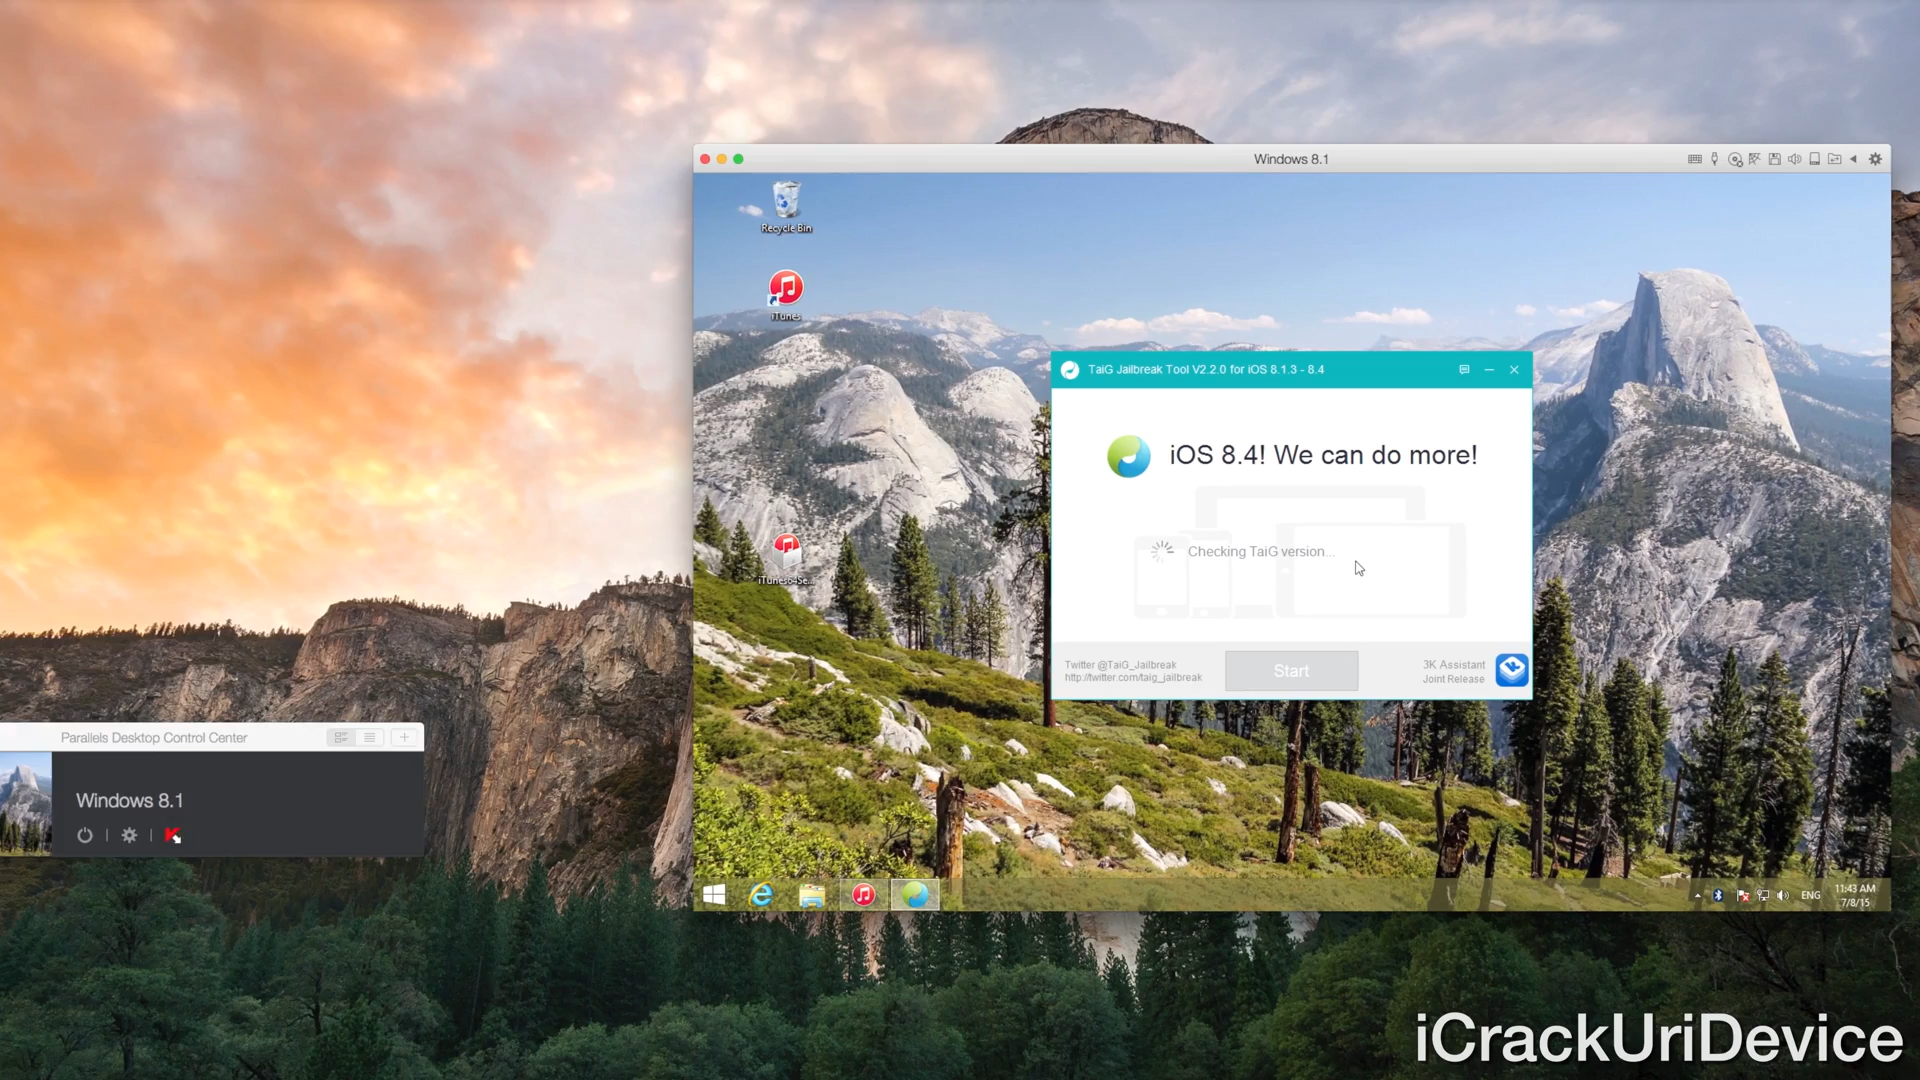 Windows 8.1
Recycle Bin
iTunes
iTunes64Se...
TaiG Jailbreak Tool V2.2.0 for iOS 8.1.3 - 8.4
iOS 8.4! We can do more!
Checking TaiG version...
Twitter @TaiG_Jailbreak
http://twitter.com/taig_jailbreak
Start
3K Assistant
Joint Release
Parallels Desktop Control Center
Windows 8.1
ENG
11:43 AM
7/8/15
iCrackUriDevice